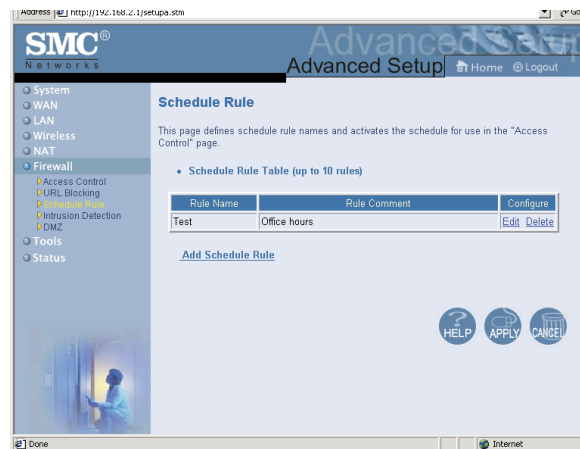 Address http://192.168.2.1/setupa.stm
SMC®
Networks
Advanced Setup
Advanced Setup
Home Logout
System
WAN
LAN
Wireless
NAT
Firewall
Access Control
URL Blocking
Schedule Rule
Intrusion Detection
DMZ
Tools
Status
Schedule Rule
This page defines schedule rule names and activates the schedule for use in the "Access
Control" page.
Schedule Rule Table (up to 10 rules)
Rule Name Rule Comment Configure
Test Office hours Edit Delete
Add Schedule Rule
HELP APPLY CANCEL
Done Internet